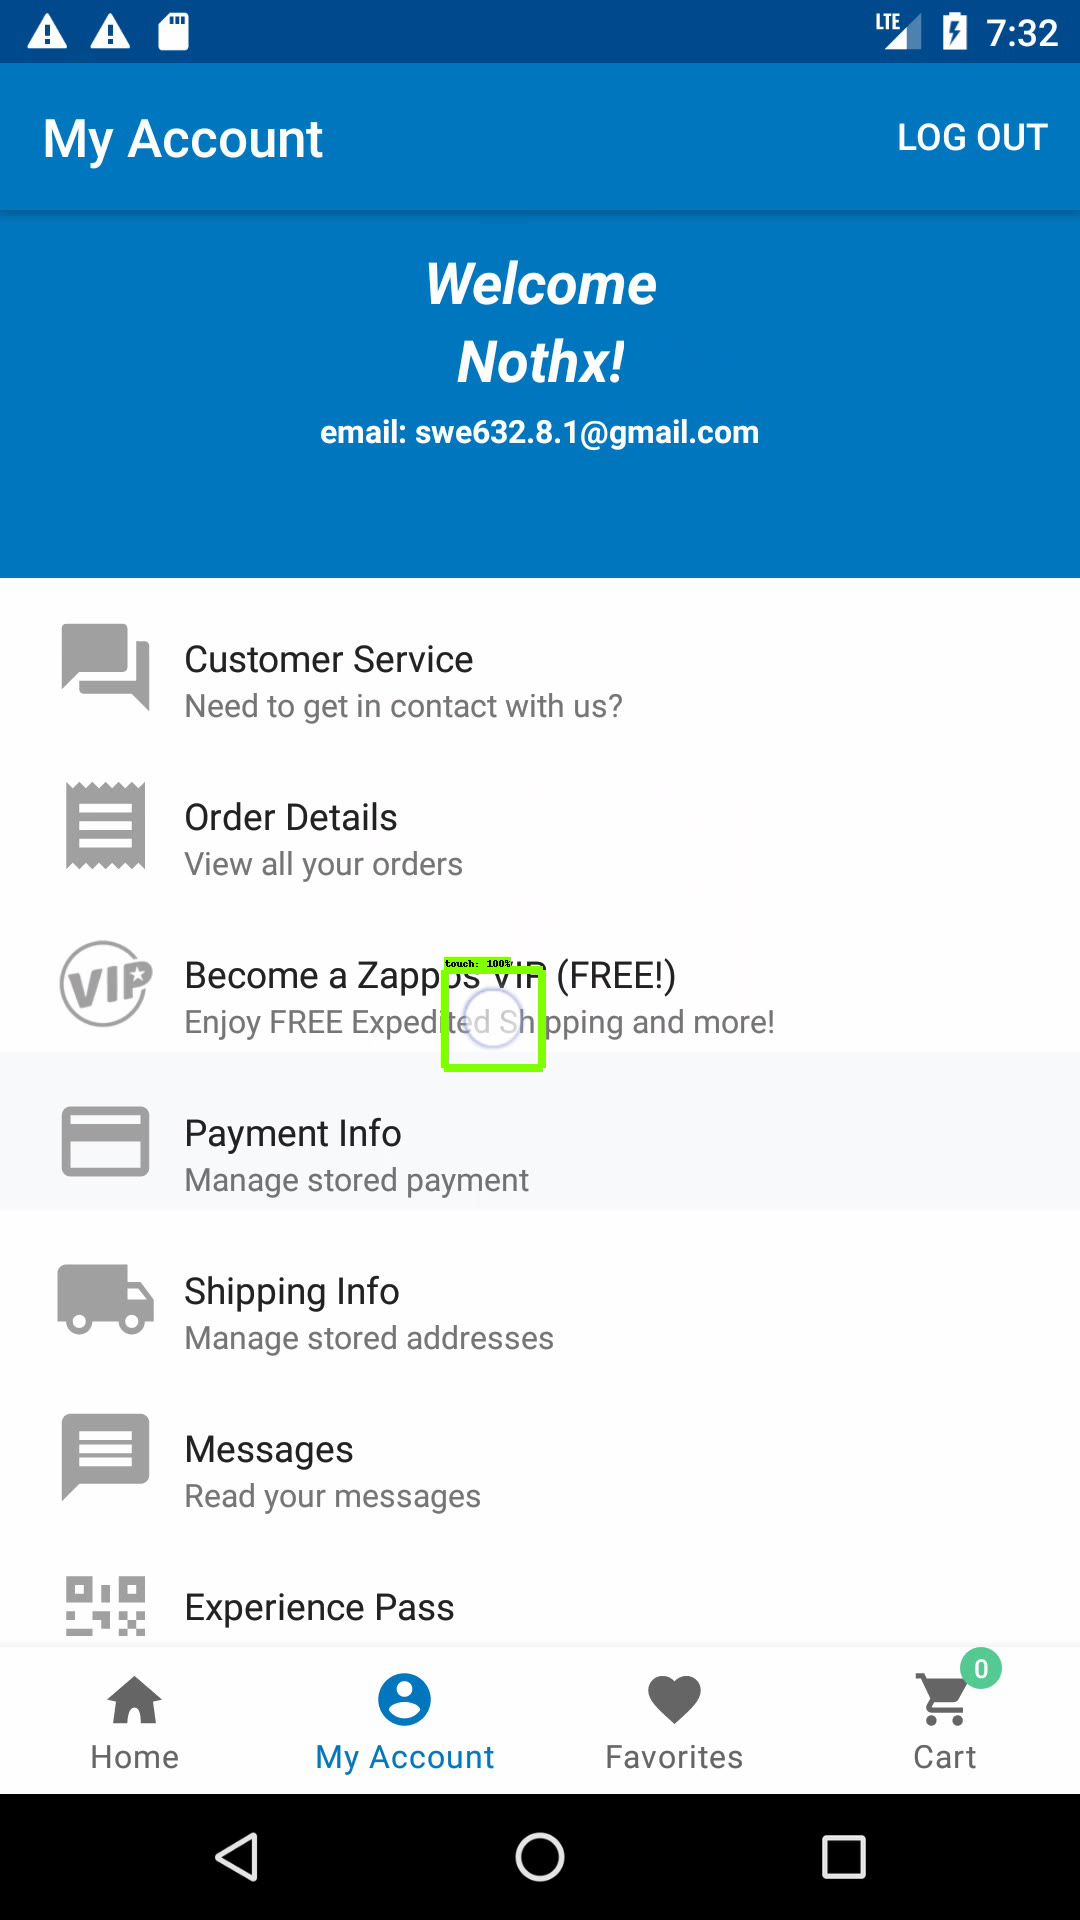 LTE 7:32
My Account LOG OUT
Welcome
Nothx!
email: swe632.8.1@gmail.com
Customer Service
Need to get in contact with us?
Order Details
View all your orders
VIP
touch: 100%
Become a Zappos VIP (FREE!)
Enjoy FREE Expedited Shipping and more!
Payment Info
Manage stored payment
Shipping Info
Manage stored addresses
Messages
Read your messages
Experience Pass
0
Home My Account Favorites Cart